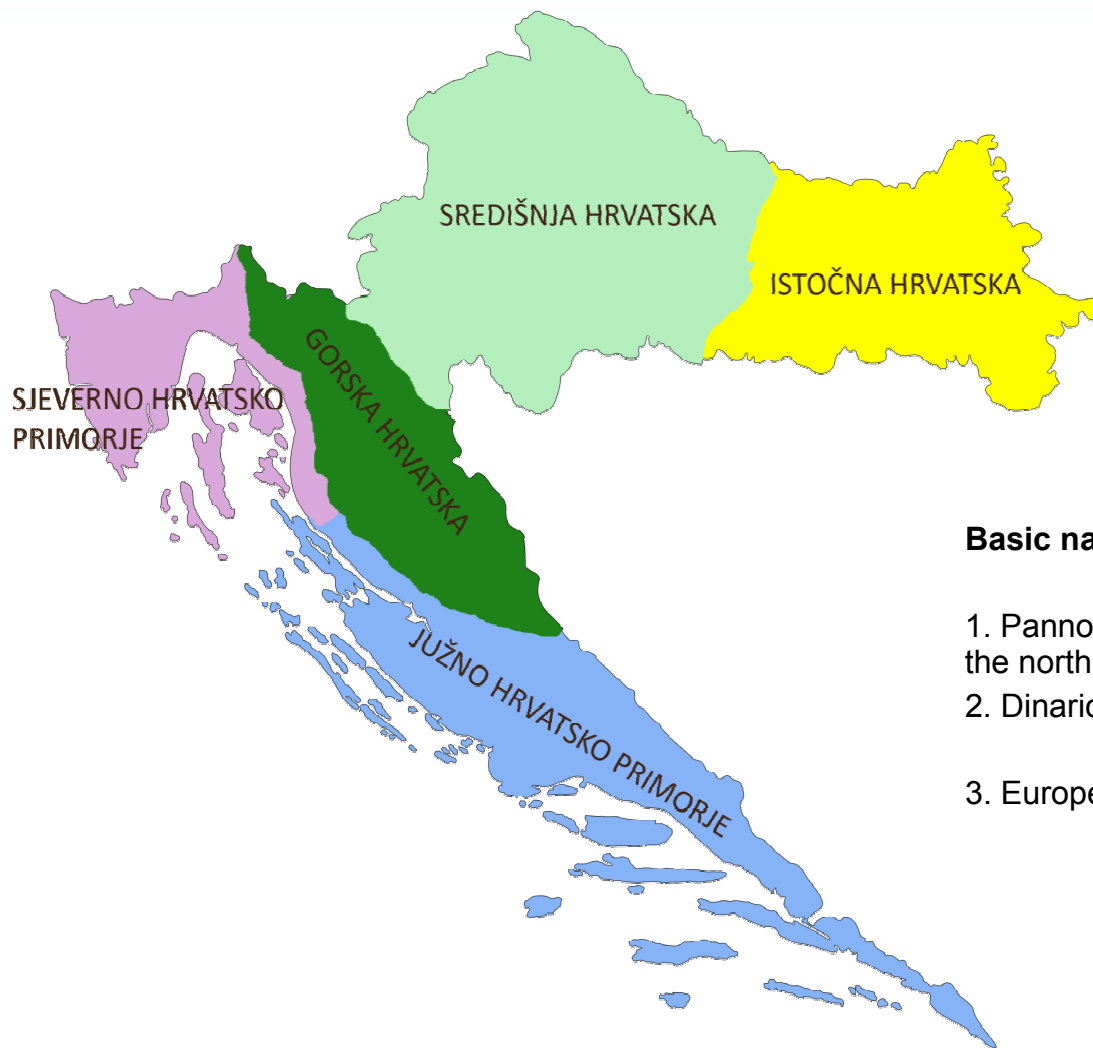 SREDIŠNJA HRVATSKA
ISTOČNA HRVATSKA
GORSKA HRVATSKA
SJEVERNO HRVATSKO
PRIMORJE
JUŽNO HRVATSKO PRIMORJE
Basic na
1. Panno
the north
2. Dinaric
3. Europe